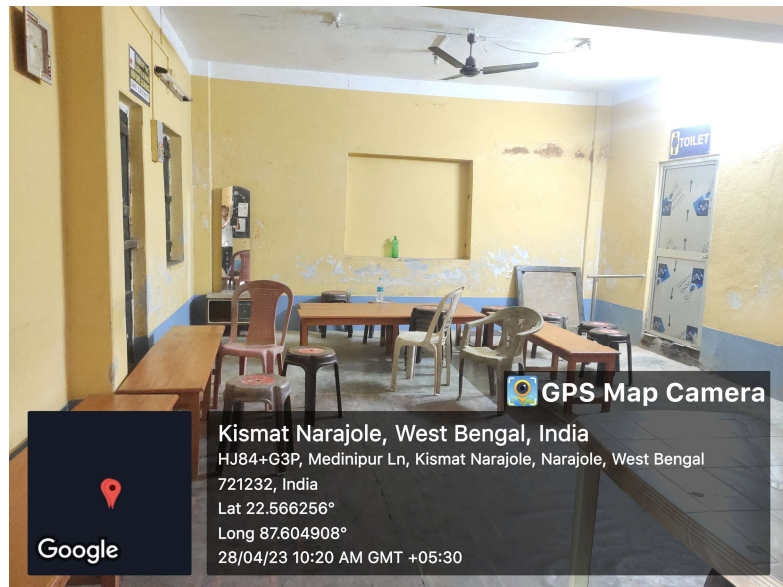 TOILET
GPS Map Camera
Kismat Narajole, West Bengal, India
HJ84+G3P, Medinipur Ln, Kismat Narajole, Narajole, West Bengal
721232, India
Lat 22.566256°
Long 87.604908°
28/04/23 10:20 AM GMT +05:30
Google